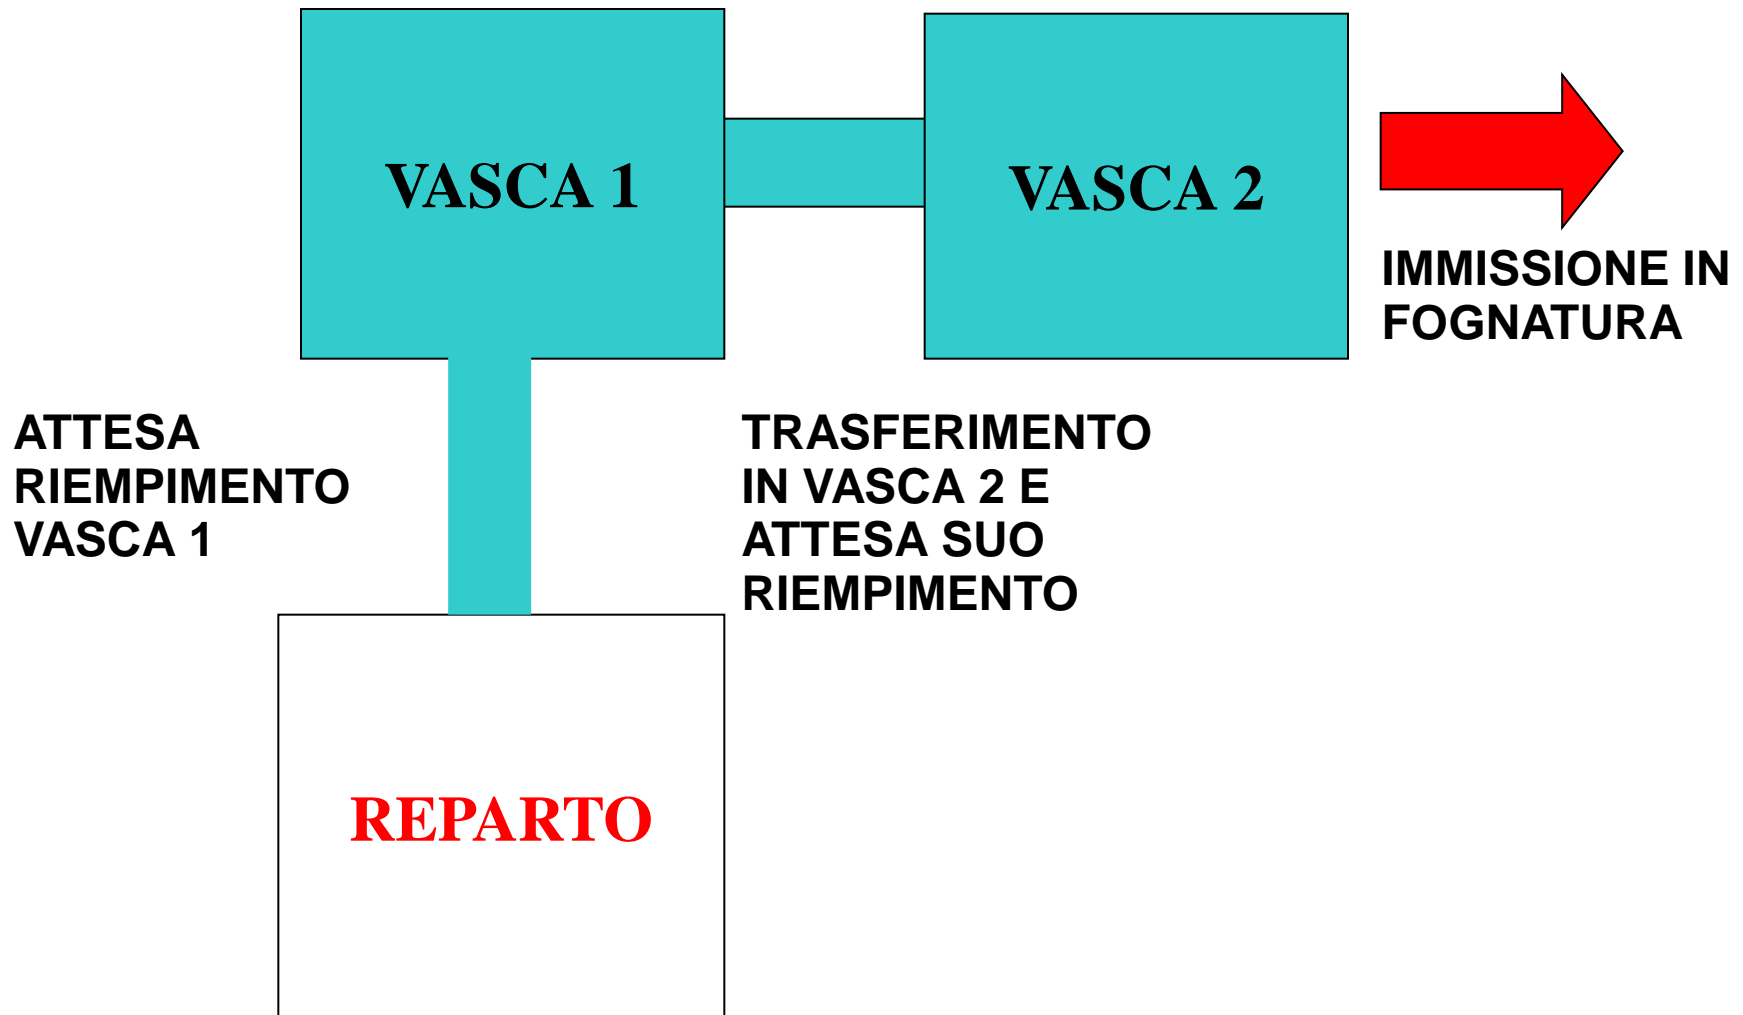 VASCA 1
VASCA 2
IMMISSIONE IN
FOGNATURA
ATTESA
RIEMPIMENTO
VASCA 1
TRASFERIMENTO
IN VASCA 2 E
ATTESA SUO
RIEMPIMENTO
REPARTO